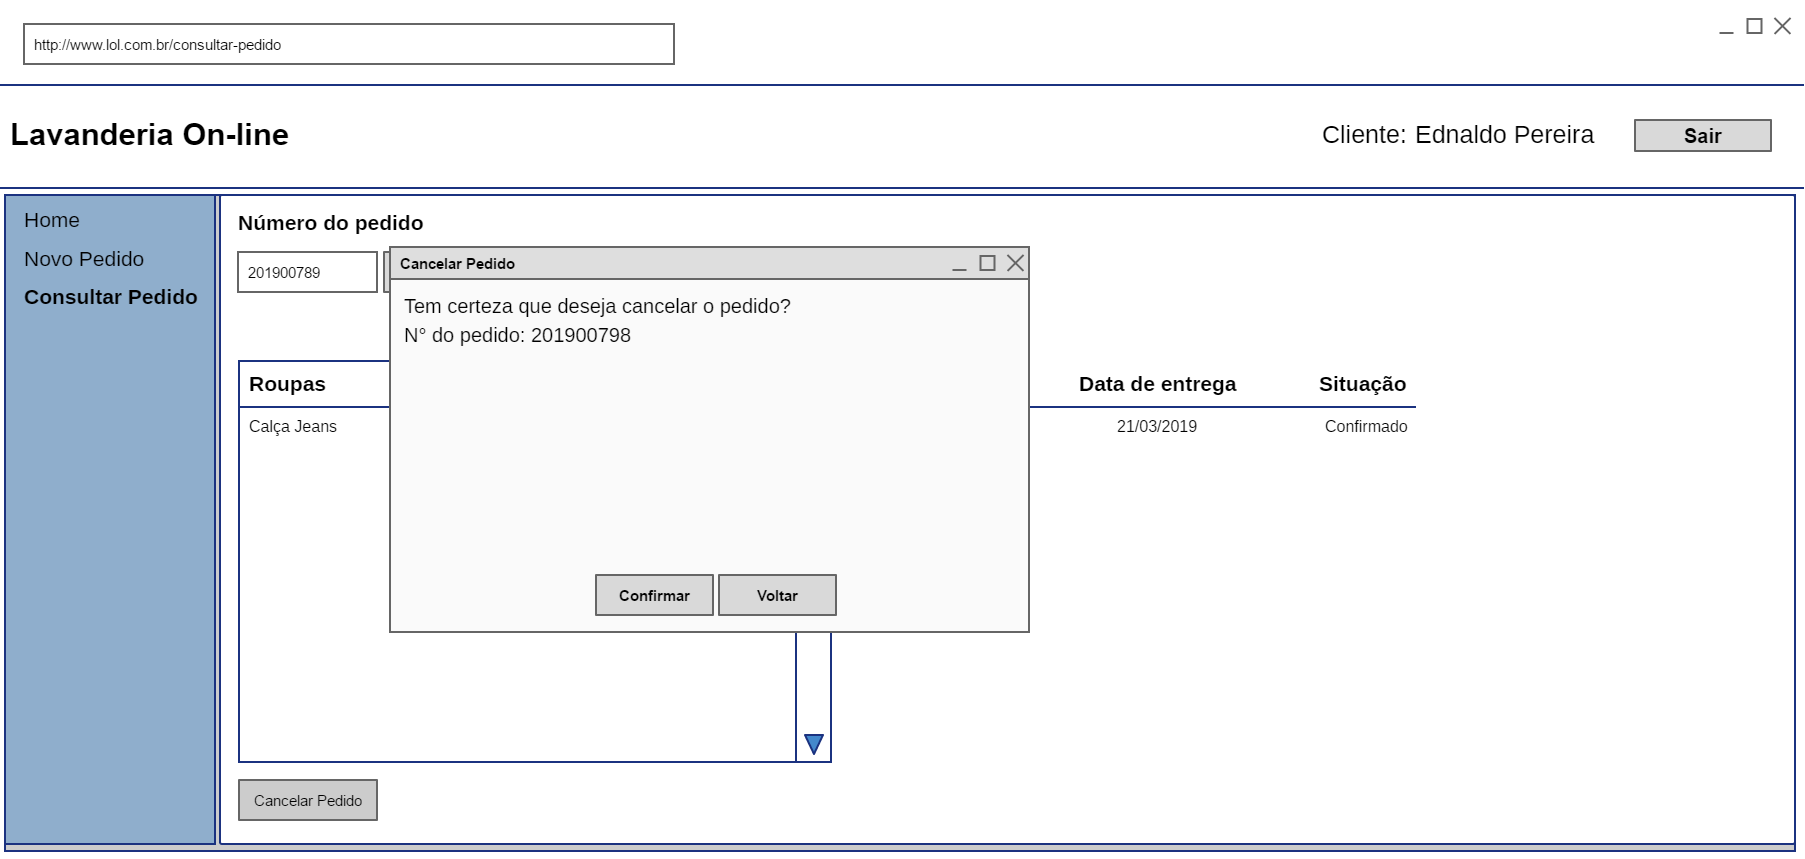 http://www.lol.com.br/consultar-pedido
Lavanderia On-line
Cliente: Ednaldo Pereira
Sair
Home
Novo Pedido
Consultar Pedido
Número do pedido
201900789
Cancelar Pedido
Tem certeza que deseja cancelar o pedido?
N° do pedido: 201900798
Confirmar
Voltar
Roupas
Data de entrega
Situação
Calça Jeans
21/03/2019
Confirmado
Cancelar Pedido